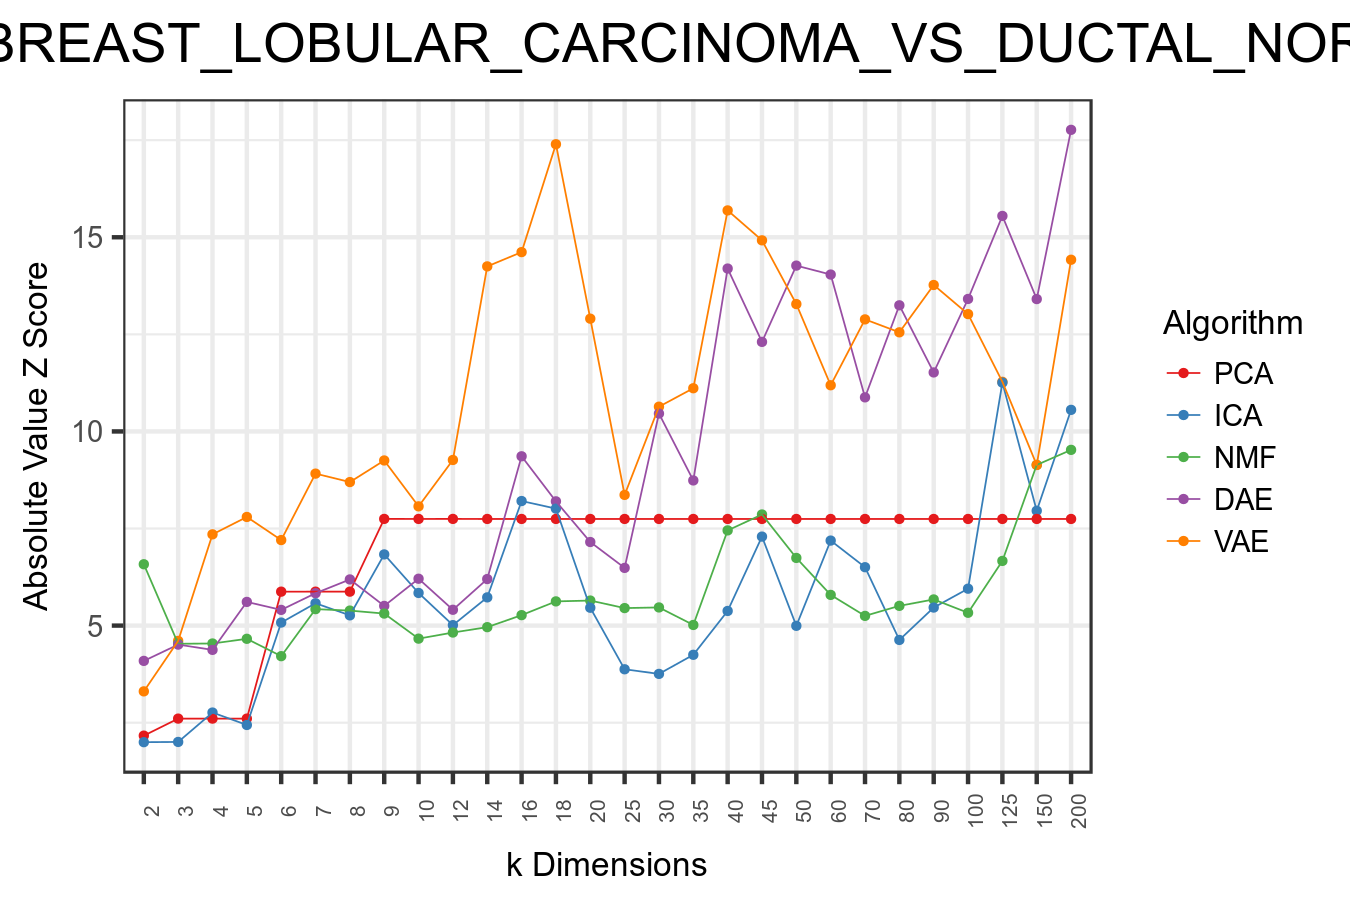 BREAST_LOBULAR_CARCINOMA_VS_DUCTAL_NOR
Absolute Value Z Score
15
10
5
2 3 4 5 6 7 8 9 10 12 14 16 18 20 25 30 35 40 45 50 60 70 80 90 100 125 150 200
k Dimensions
Algorithm
PCA
ICA
NMF
DAE
VAE